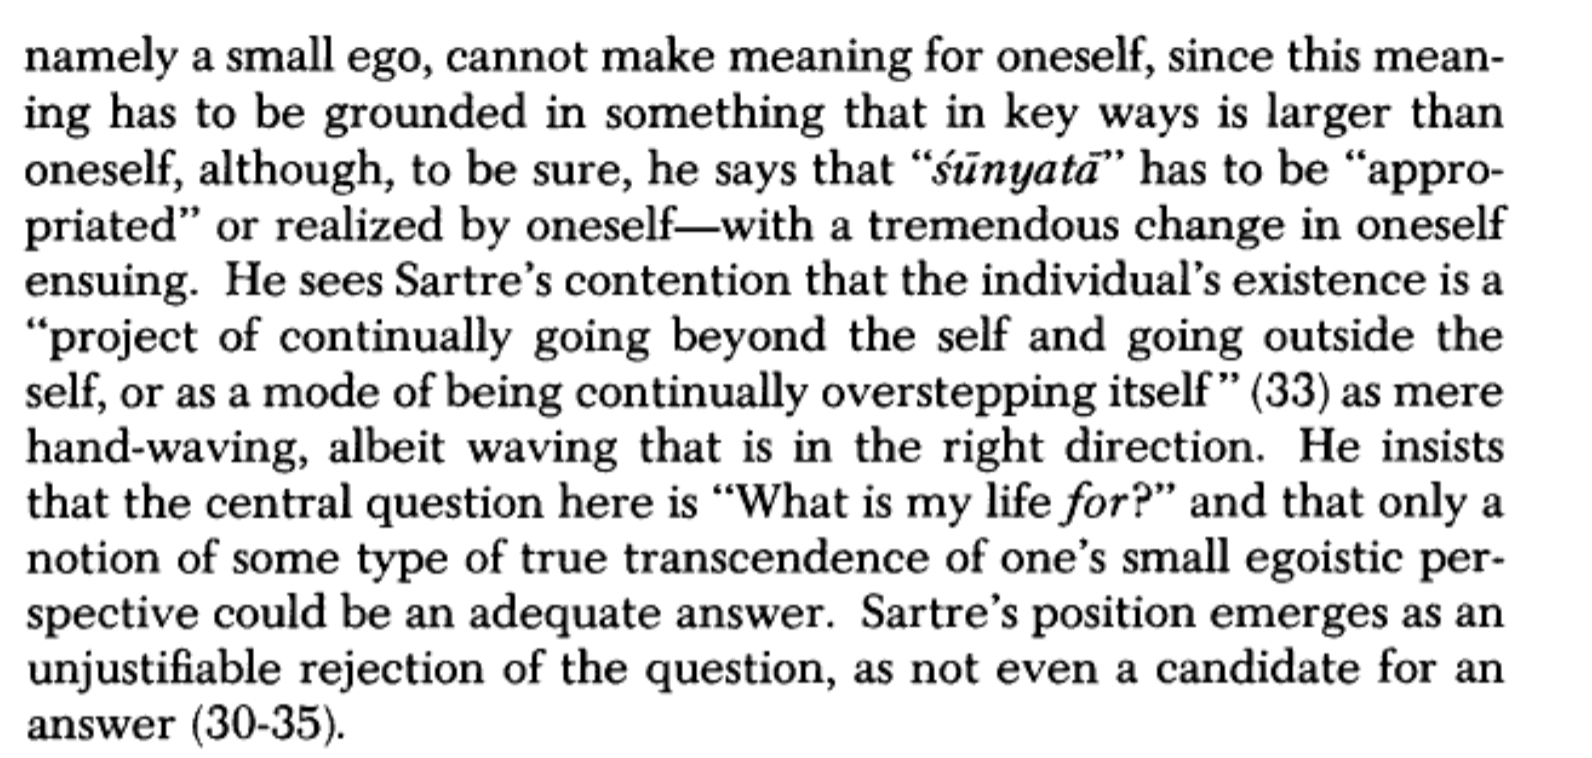 namely a small ego, cannot make meaning for oneself, since this mean-
ing has to be grounded in something that in key ways is larger than
oneself, although, to be sure, he says that “śūnyatā” has to be “appro-
priated” or realized by oneself—with a tremendous change in oneself
ensuing. He sees Sartre’s contention that the individual’s existence is a
“project of continually going beyond the self and going outside the
self, or as a mode of being continually overstepping itself” (33) as mere
hand-waving, albeit waving that is in the right direction. He insists
that the central question here is “What is my life for?” and that only a
notion of some type of true transcendence of one’s small egoistic per-
spective could be an adequate answer. Sartre’s position emerges as an
unjustifiable rejection of the question, as not even a candidate for an
answer (30-35).